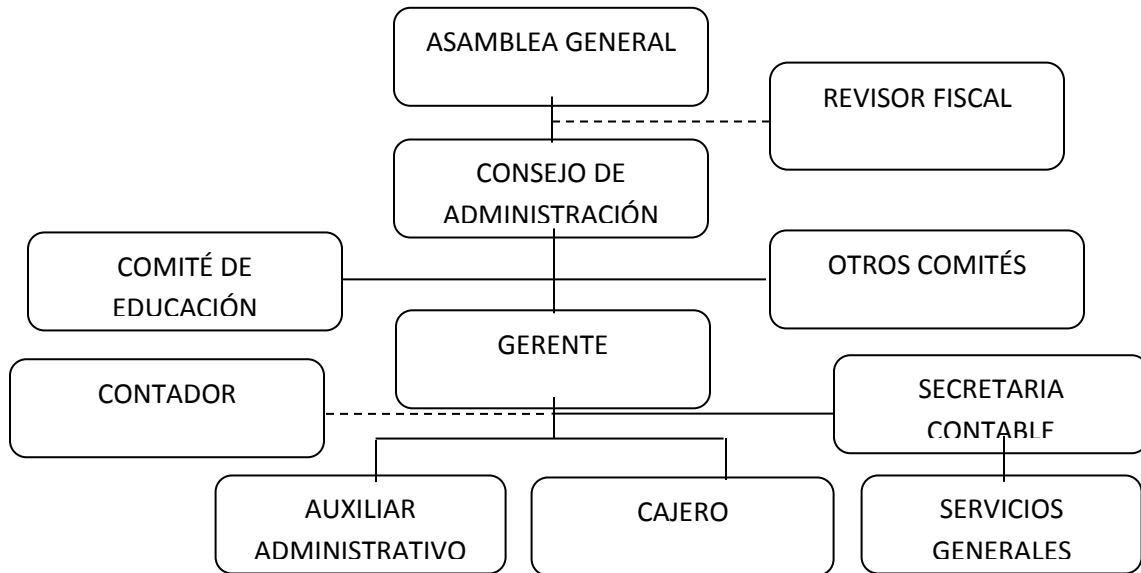 ASAMBLEA GENERAL
REVISOR FISCAL
CONSEJO DE
ADMINISTRACIÓN
COMITÉ DE
EDUCACIÓN
OTROS COMITÉS
GERENTE
CONTADOR
SECRETARIA
CONTABLE
AUXILIAR
ADMINISTRATIVO
CAJERO
SERVICIOS
GENERALES